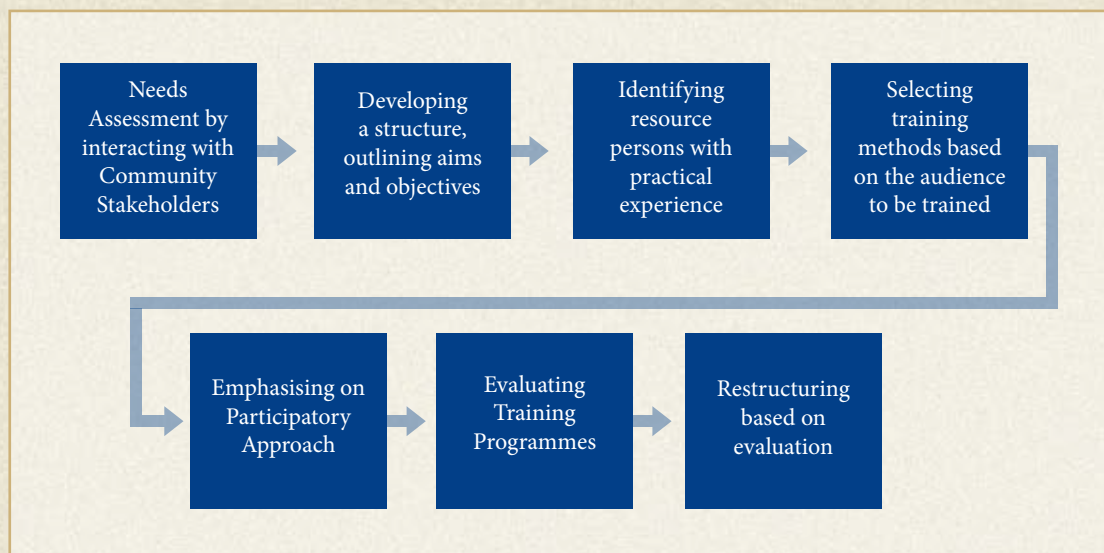 Needs
Assessment by
interacting with
Community
Stakeholders
Developing
a structure,
outlining aims
and objectives
Identifying
resource
persons with
practical
experience
Selecting
training
methods based
on the audience
to be trained
Emphasising on
Participatory
Approach
Evaluating
Training
Programmes
Restructuring
based on
evaluation